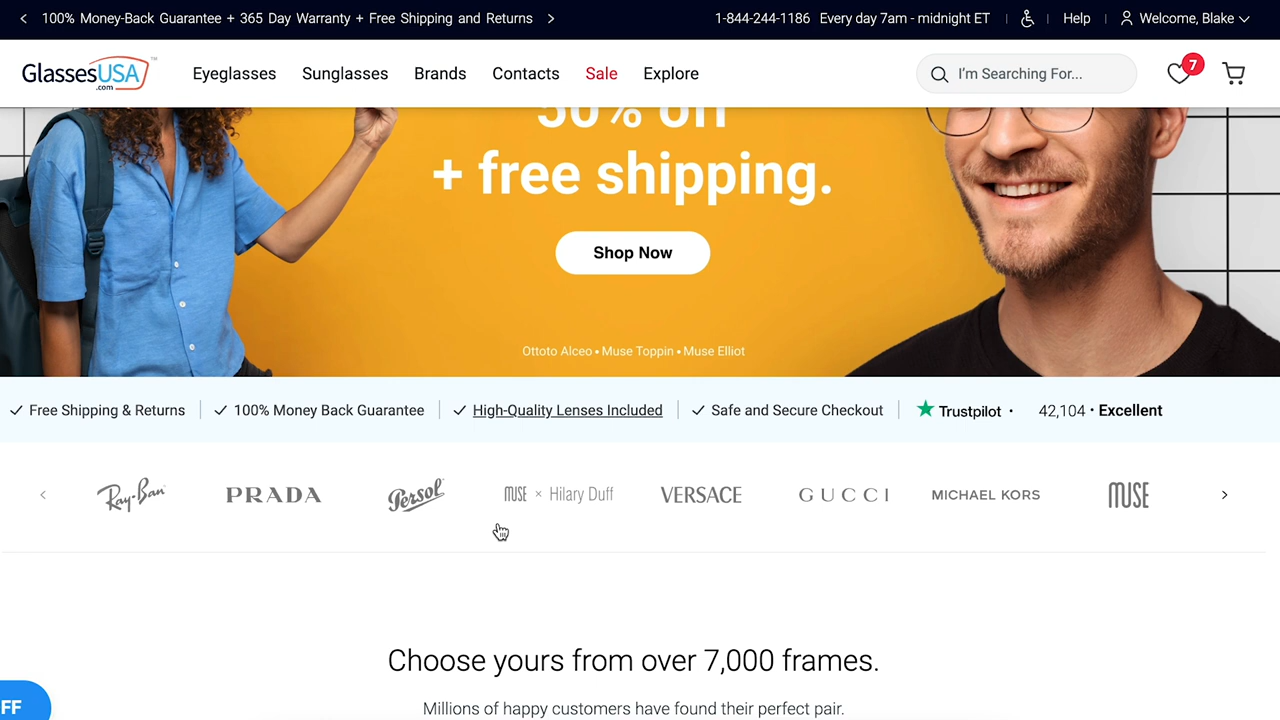 100% Money-Back Guarantee + 365 Day Warranty + Free Shipping and Returns
1-844-244-1186 Every day 7am - midnight ET
Help
Welcome, Blake
GlassesUSA™
.com
Eyeglasses
Sunglasses
Brands
Contacts
Sale
Explore
I'm Searching For...
7
50% off
+ free shipping.
Shop Now
Ottoto Alceo • Muse Toppin • Muse Elliot
Free Shipping & Returns
100% Money Back Guarantee
High-Quality Lenses Included
Safe and Secure Checkout
Trustpilot • 42,104 • Excellent
Ray-Ban
PRADA
Persol
MUSE × Hilary Duff
VERSACE
GUCCI
MICHAEL KORS
MUSE
Choose yours from over 7,000 frames.
Millions of happy customers have found their perfect pair.
FF